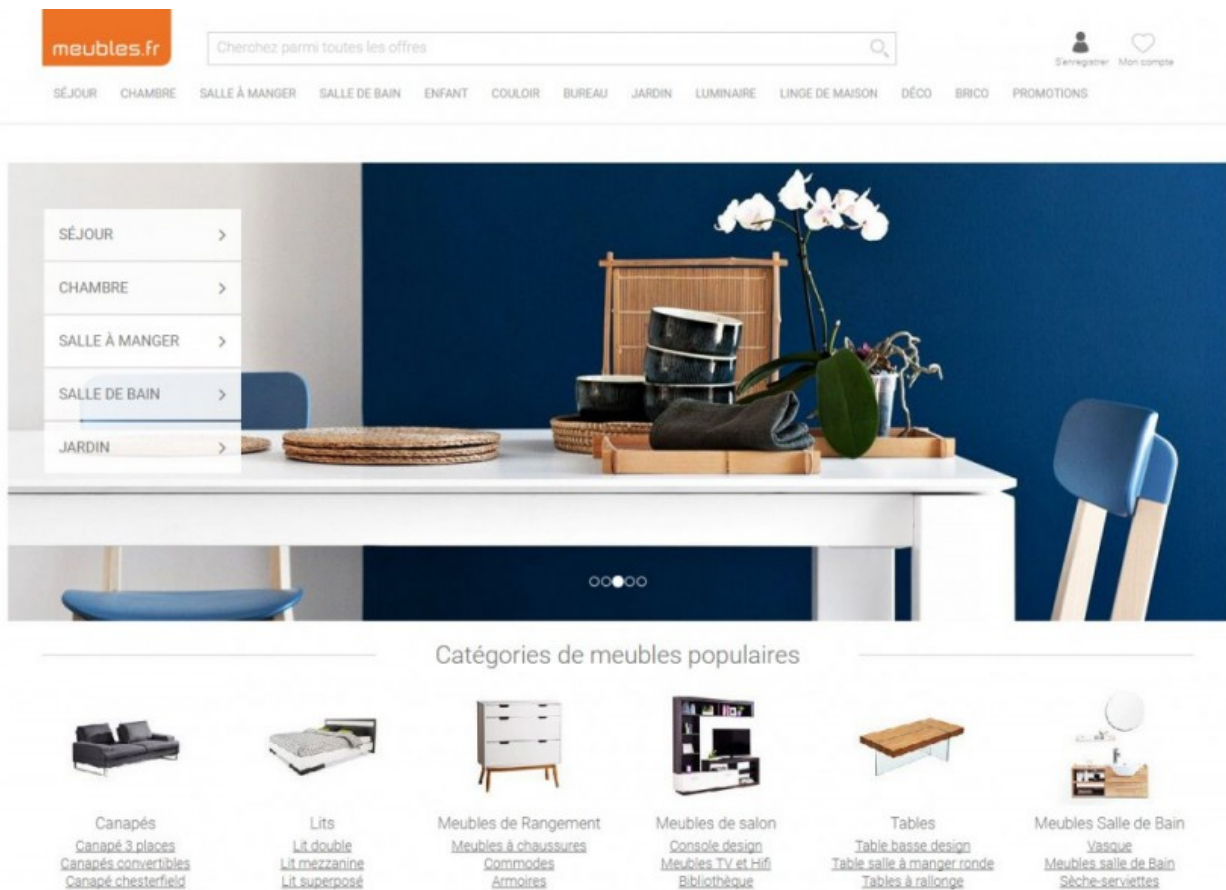 meubles.fr
Cherchez parmi toutes les offres
S'enregistrer Mon compte
SÉJOUR CHAMBRE SALLE À MANGER SALLE DE BAIN ENFANT COULOIR BUREAU JARDIN LUMINAIRE LINGE DE MAISON DÉCO BRICO PROMOTIONS
SÉJOUR
CHAMBRE
SALLE À MANGER
SALLE DE BAIN
JARDIN
Catégories de meubles populaires
Canapés
Canapé 3 places
Canapés convertibles
Canapé chesterfield
Lits
Lit double
Lit mezzanine
Lit superposé
Meubles de Rangement
Meubles à chaussures
Commodes
Armoires
Meubles de salon
Console design
Meubles TV et Hifi
Bibliothèque
Tables
Table basse design
Table salle à manger ronde
Tables à rallonge
Meubles Salle de Bain
Vasque
Meubles salle de Bain
Sèche-serviettes